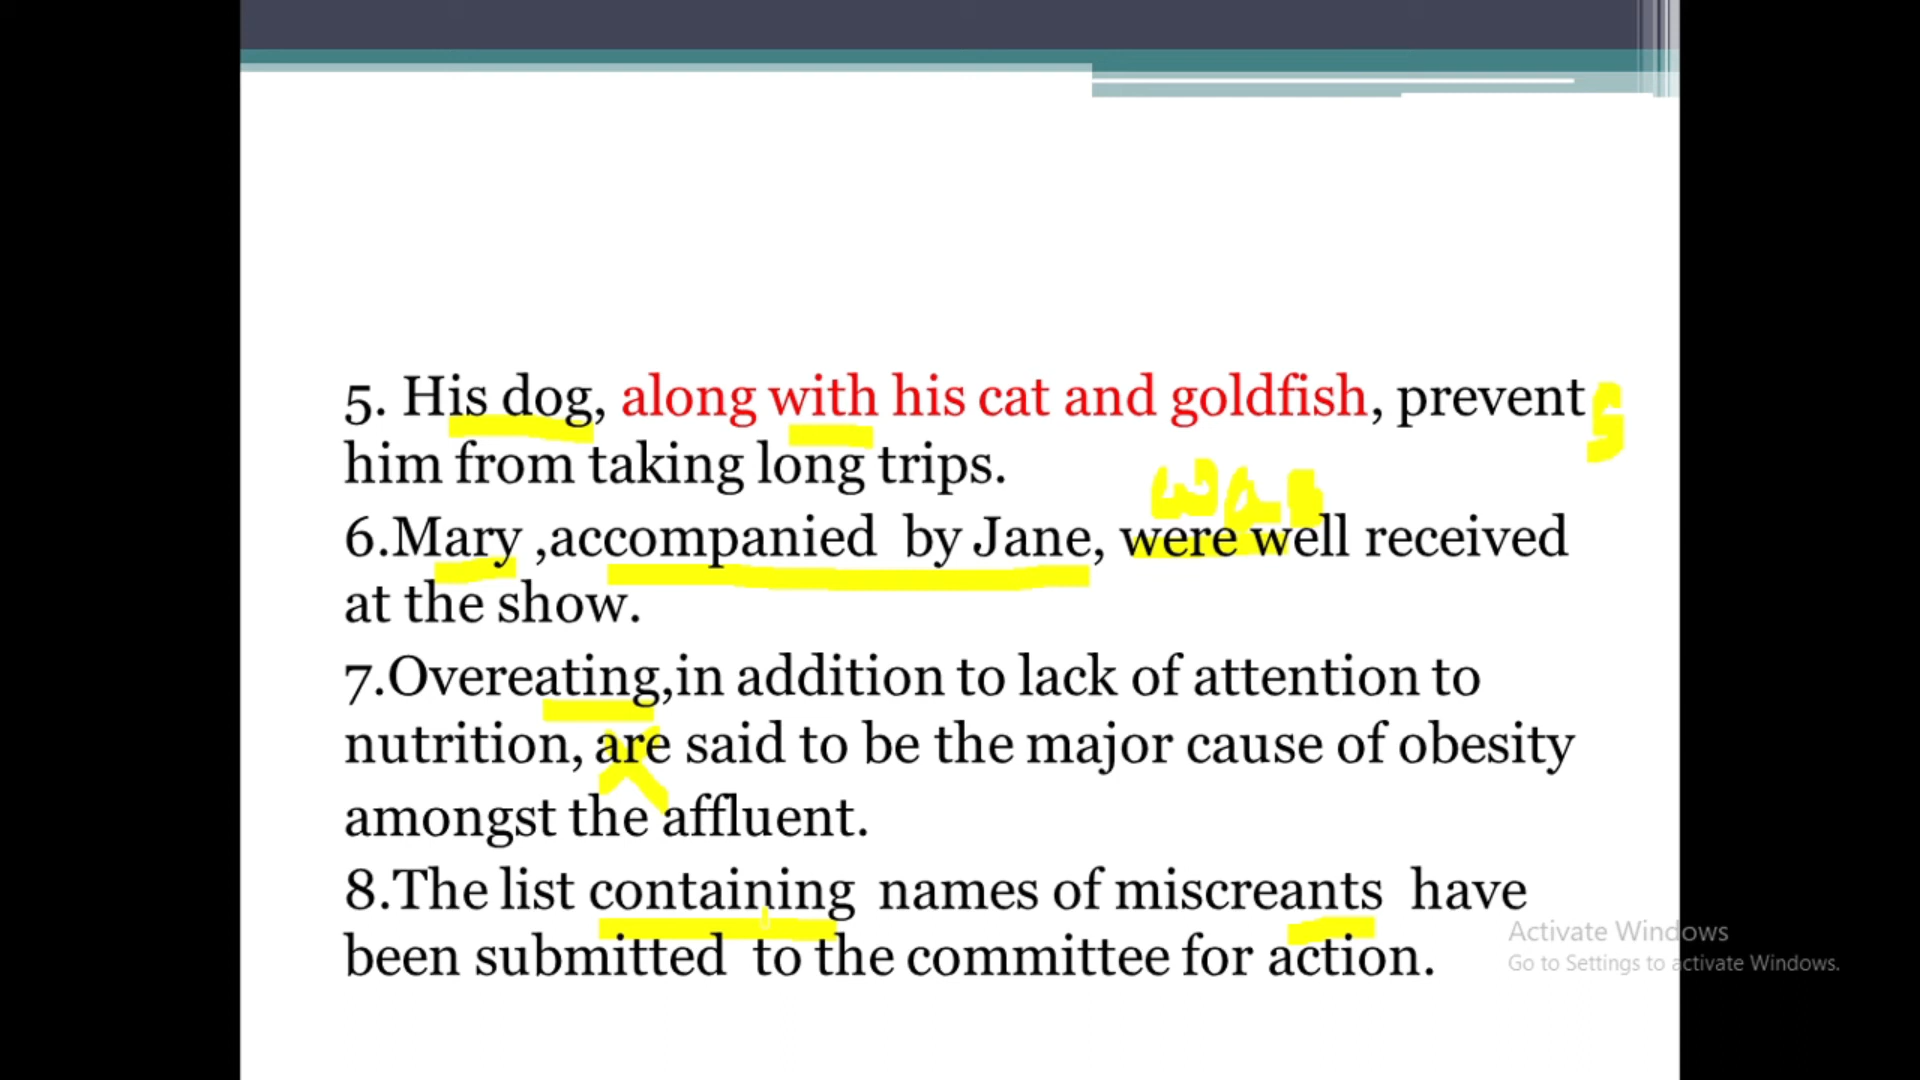 5. His dog, along with his cat and goldfish, prevent s
him from taking long trips.
was
6.Mary ,accompanied by Jane, were well received
at the show.
7.Overeating,in addition to lack of attention to
nutrition, are said to be the major cause of obesity
amongst the affluent.
8.The list containing names of miscreants have
been submitted to the committee for action.
Activate Windows
Go to Settings to activate Windows.